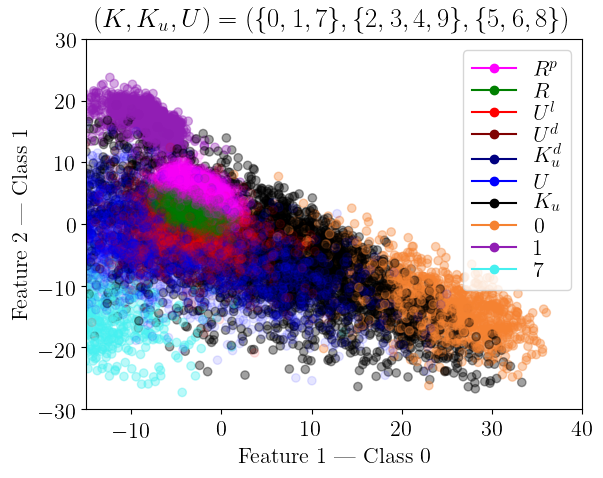 (K, K_u, U) = ({0, 1, 7}, {2, 3, 4, 9}, {5, 6, 8})
30
20
10
0
−10
−20
−30
Feature 2 — Class 1
R^p
R
U^l
U^d
K_u^d
U
K_u
0
1
7
−10 0 10 20 30 40
Feature 1 — Class 0